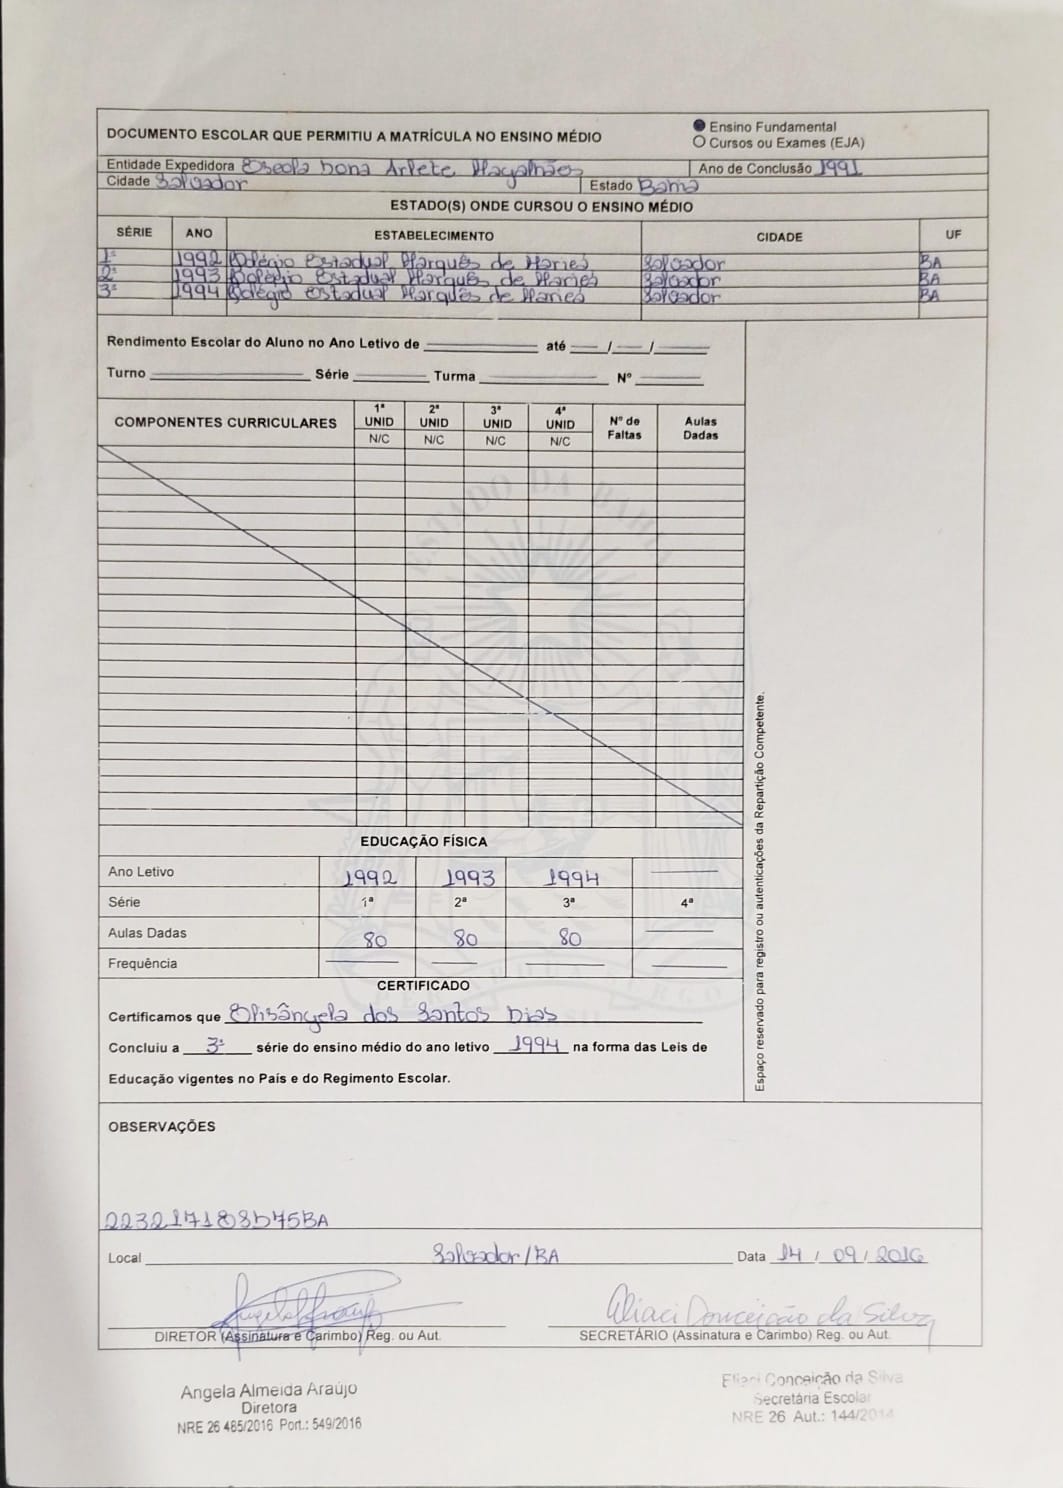 DOCUMENTO ESCOLAR QUE PERMITIU A MATRÍCULA NO ENSINO MÉDIO
Ensino Fundamental
Cursos ou Exames (EJA)
Entidade Expedidora Escola Dona Arlete Magalhães
Ano de Conclusão 1991
Cidade Salvador Estado Bahia
ESTADO(S) ONDE CURSOU O ENSINO MÉDIO
SÉRIE ANO ESTABELECIMENTO CIDADE UF
1ª 1992 Colégio Estadual Marquês de Maricá Salvador BA
2ª 1993 Colégio Estadual Marquês de Maricá Salvador BA
3ª 1994 Colégio Estadual Marquês de Maricá Salvador BA
Rendimento Escolar do Aluno no Ano Letivo de até / /
Turno Série Turma Nº
COMPONENTES CURRICULARES 1ª UNID 2ª UNID 3ª UNID 4ª UNID Nº de Faltas Aulas Dadas
N/C N/C N/C N/C
ESTADO DA BAHIA
EDUCAÇÃO FÍSICA
Ano Letivo 1992 1993 1994
Série 1ª 2ª 3ª 4ª
Aulas Dadas 80 80 80
Frequência
CERTIFICADO
Certificamos que Elisângela dos Santos Dias
Concluiu a 3ª série do ensino médio do ano letivo 1994 na forma das Leis de
Educação vigentes no País e do Regimento Escolar.
Espaço reservado para registro ou autenticações da Repartição Competente.
OBSERVAÇÕES
Local Salvador/BA Data 14/09/2016
Eliaci Conceição da Silva
DIRETOR (Assinatura e Carimbo) Reg. ou Aut.
SECRETÁRIO (Assinatura e Carimbo) Reg. ou Aut.
Angela Almeida Araújo
Diretora
NRE 26 485/2016 Port.: 549/2016
Eliaci Conceição da Silva
Secretária Escolar
NRE 26 Aut.: 144/2014